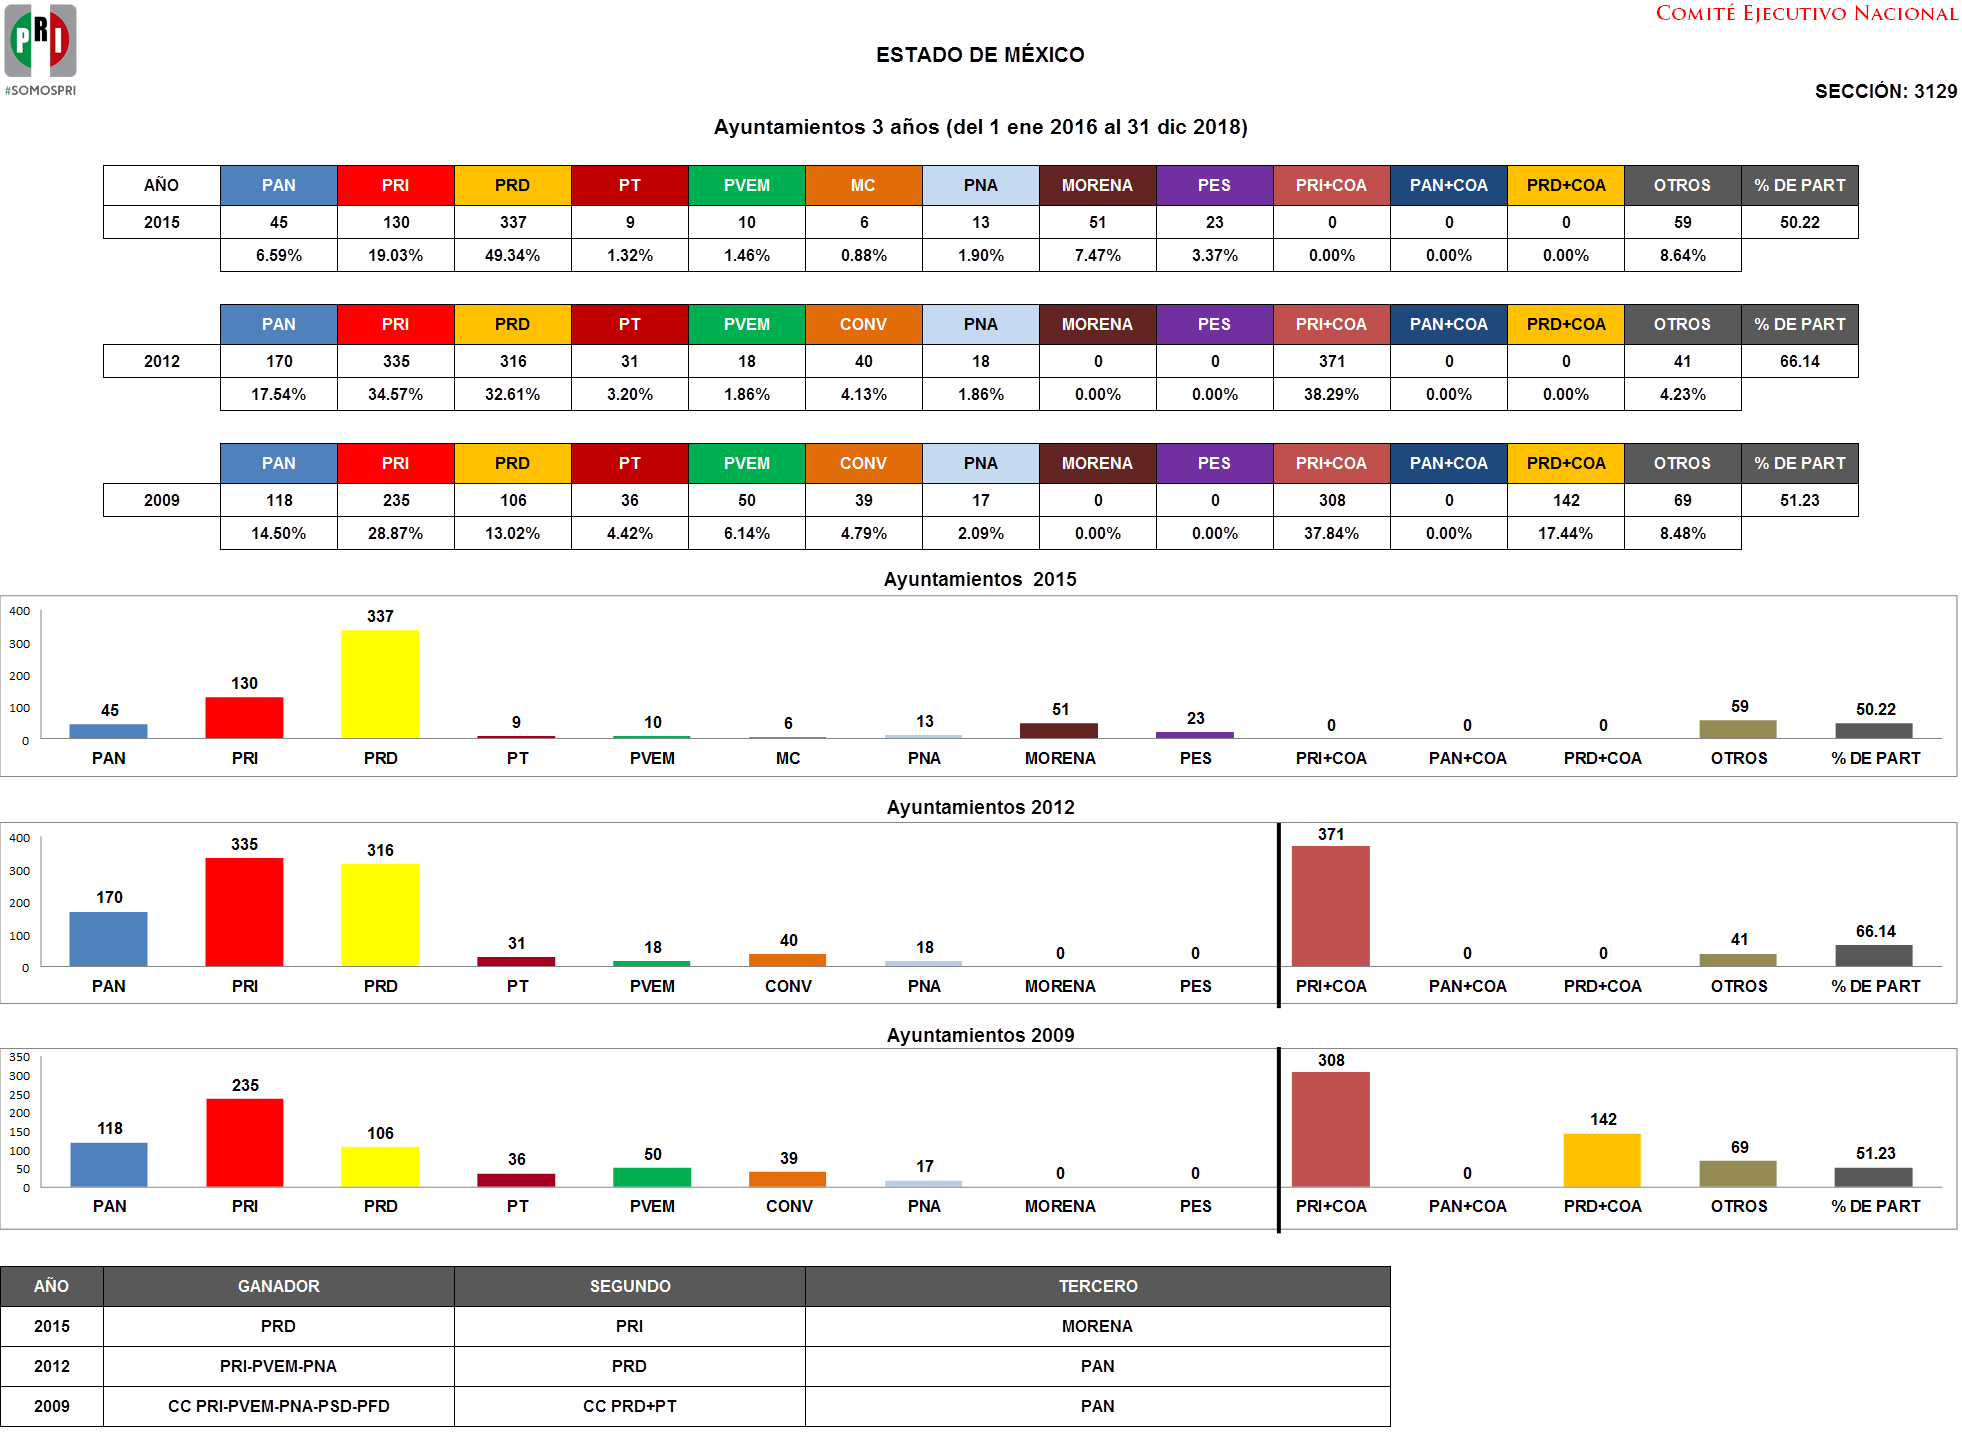 COMITÉ EJECUTIVO NACIONAL
PRI
#SOMOSPRI
ESTADO DE MÉXICO
SECCIÓN: 3129
Ayuntamientos 3 años (del 1 ene 2016 al 31 dic 2018)
AÑO PAN PRI PRD PT PVEM MC PNA MORENA PES PRI+COA PAN+COA PRD+COA OTROS % DE PART
2015 45 130 337 9 10 6 13 51 23 0 0 0 59 50.22
6.59% 19.03% 49.34% 1.32% 1.46% 0.88% 1.90% 7.47% 3.37% 0.00% 0.00% 0.00% 8.64%
PAN PRI PRD PT PVEM CONV PNA MORENA PES PRI+COA PAN+COA PRD+COA OTROS % DE PART
2012 170 335 316 31 18 40 18 0 0 371 0 0 41 66.14
17.54% 34.57% 32.61% 3.20% 1.86% 4.13% 1.86% 0.00% 0.00% 38.29% 0.00% 0.00% 4.23%
PAN PRI PRD PT PVEM CONV PNA MORENA PES PRI+COA PAN+COA PRD+COA OTROS % DE PART
2009 118 235 106 36 50 39 17 0 0 308 0 142 69 51.23
14.50% 28.87% 13.02% 4.42% 6.14% 4.79% 2.09% 0.00% 0.00% 37.84% 0.00% 17.44% 8.48%
Ayuntamientos 2015
400
300
200
100
0
45 130 337 9 10 6 13 51 23 0 0 0 59 50.22
PAN PRI PRD PT PVEM MC PNA MORENA PES PRI+COA PAN+COA PRD+COA OTROS % DE PART
Ayuntamientos 2012
400
300
200
100
0
170 335 316 31 18 40 18 0 0 371 0 0 41 66.14
PAN PRI PRD PT PVEM CONV PNA MORENA PES PRI+COA PAN+COA PRD+COA OTROS % DE PART
Ayuntamientos 2009
350
300
250
200
150
100
50
0
118 235 106 36 50 39 17 0 0 308 0 142 69 51.23
PAN PRI PRD PT PVEM CONV PNA MORENA PES PRI+COA PAN+COA PRD+COA OTROS % DE PART
AÑO GANADOR SEGUNDO TERCERO
2015 PRD PRI MORENA
2012 PRI-PVEM-PNA PRD PAN
2009 CC PRI-PVEM-PNA-PSD-PFD CC PRD+PT PAN